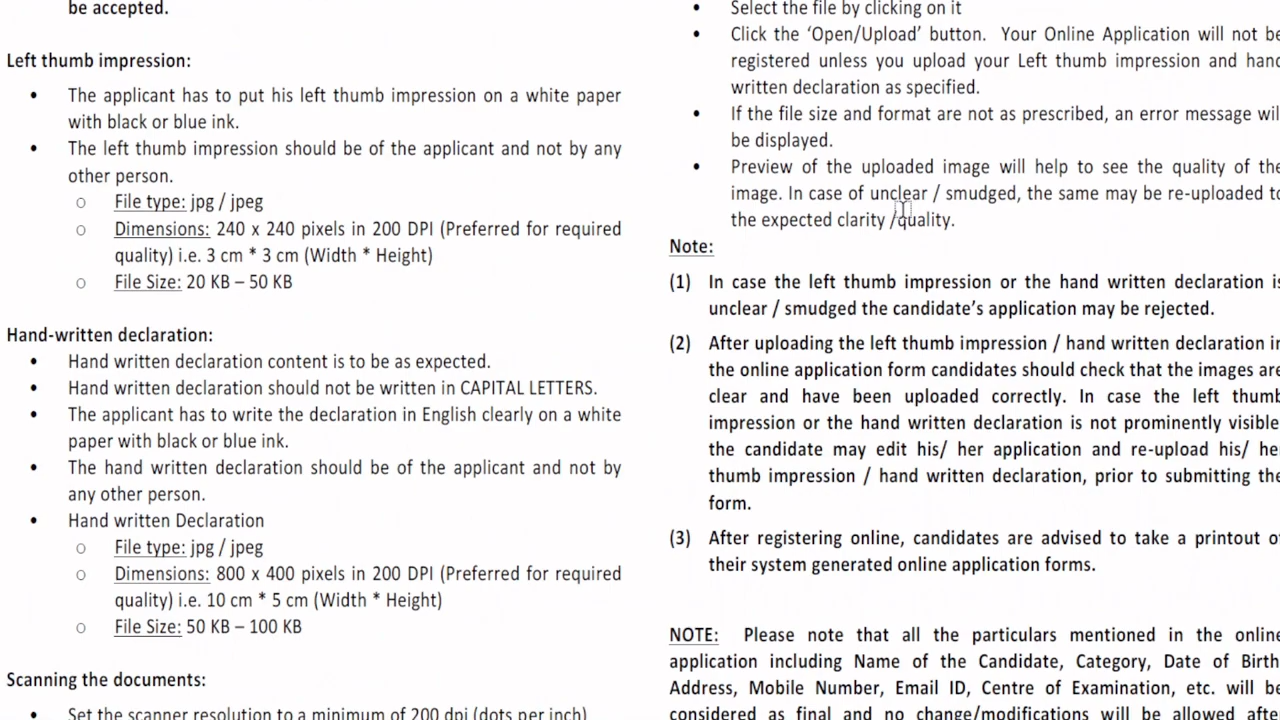 be accepted.
Left thumb impression:
• The applicant has to put his left thumb impression on a white paper
with black or blue ink.
• The left thumb impression should be of the applicant and not by any
other person.
○ File type: jpg / jpeg
○ Dimensions: 240 x 240 pixels in 200 DPI (Preferred for required
quality) i.e. 3 cm * 3 cm (Width * Height)
○ File Size: 20 KB – 50 KB
Hand-written declaration:
• Hand written declaration content is to be as expected.
• Hand written declaration should not be written in CAPITAL LETTERS.
• The applicant has to write the declaration in English clearly on a white
paper with black or blue ink.
• The hand written declaration should be of the applicant and not by
any other person.
• Hand written Declaration
○ File type: jpg / jpeg
○ Dimensions: 800 x 400 pixels in 200 DPI (Preferred for required
quality) i.e. 10 cm * 5 cm (Width * Height)
○ File Size: 50 KB – 100 KB
Scanning the documents:
• Set the scanner resolution to a minimum of 200 dpi (dots per inch)
• Select the file by clicking on it
• Click the ‘Open/Upload’ button. Your Online Application will not be
registered unless you upload your Left thumb impression and hand
written declaration as specified.
• If the file size and format are not as prescribed, an error message wil
be displayed.
• Preview of the uploaded image will help to see the quality of the
image. In case of unclear / smudged, the same may be re-uploaded to
the expected clarity /quality.
Note:
(1) In case the left thumb impression or the hand written declaration is
unclear / smudged the candidate’s application may be rejected.
(2) After uploading the left thumb impression / hand written declaration in
the online application form candidates should check that the images are
clear and have been uploaded correctly. In case the left thumb
impression or the hand written declaration is not prominently visible,
the candidate may edit his/ her application and re-upload his/ her
thumb impression / hand written declaration, prior to submitting the
form.
(3) After registering online, candidates are advised to take a printout of
their system generated online application forms.
NOTE: Please note that all the particulars mentioned in the online
application including Name of the Candidate, Category, Date of Birth,
Address, Mobile Number, Email ID, Centre of Examination, etc. will be
considered as final and no change/modifications will be allowed after